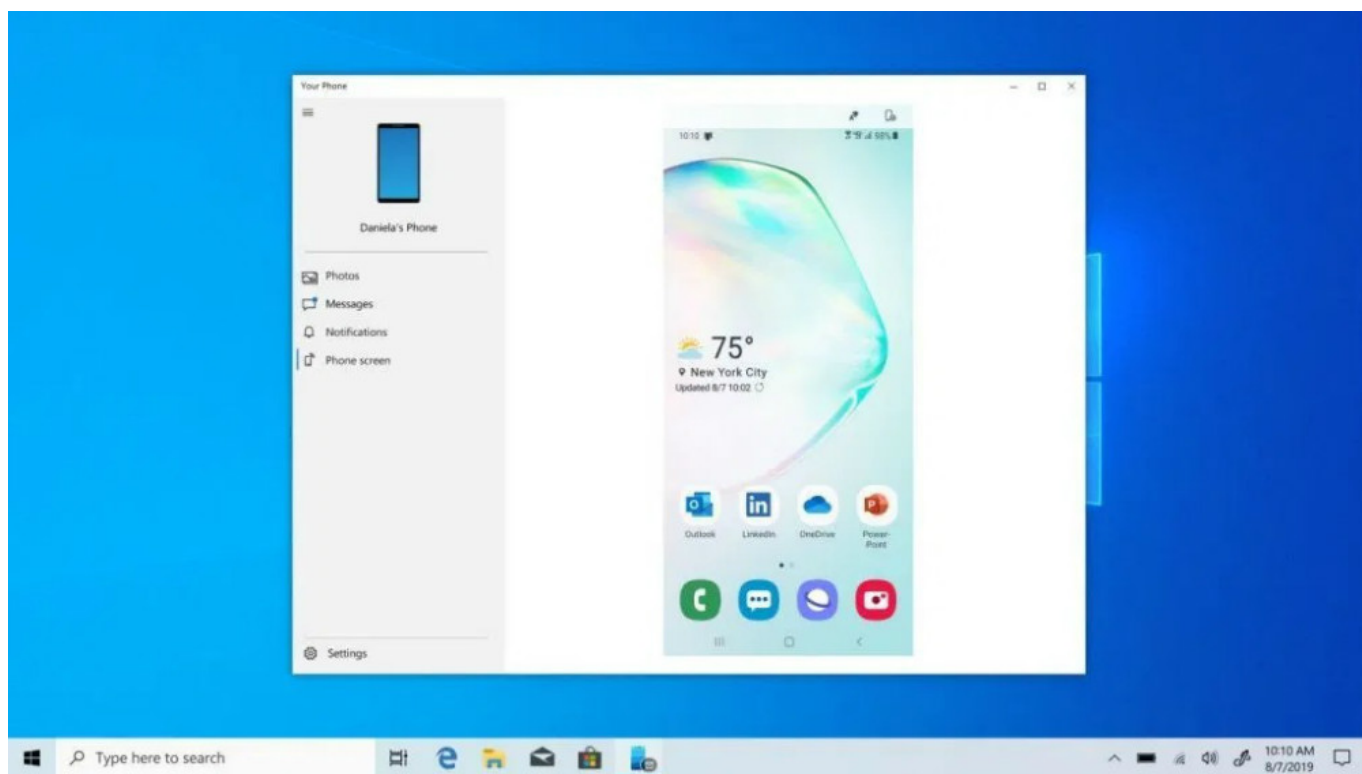 Your Phone
10:10
98%
Daniela's Phone
Photos
Messages
Notifications
Phone screen
75°
New York City
Updated 8/7 10:02
Outlook
LinkedIn
OneDrive
Power-
Point
Settings
Type here to search
10:10 AM
8/7/2019